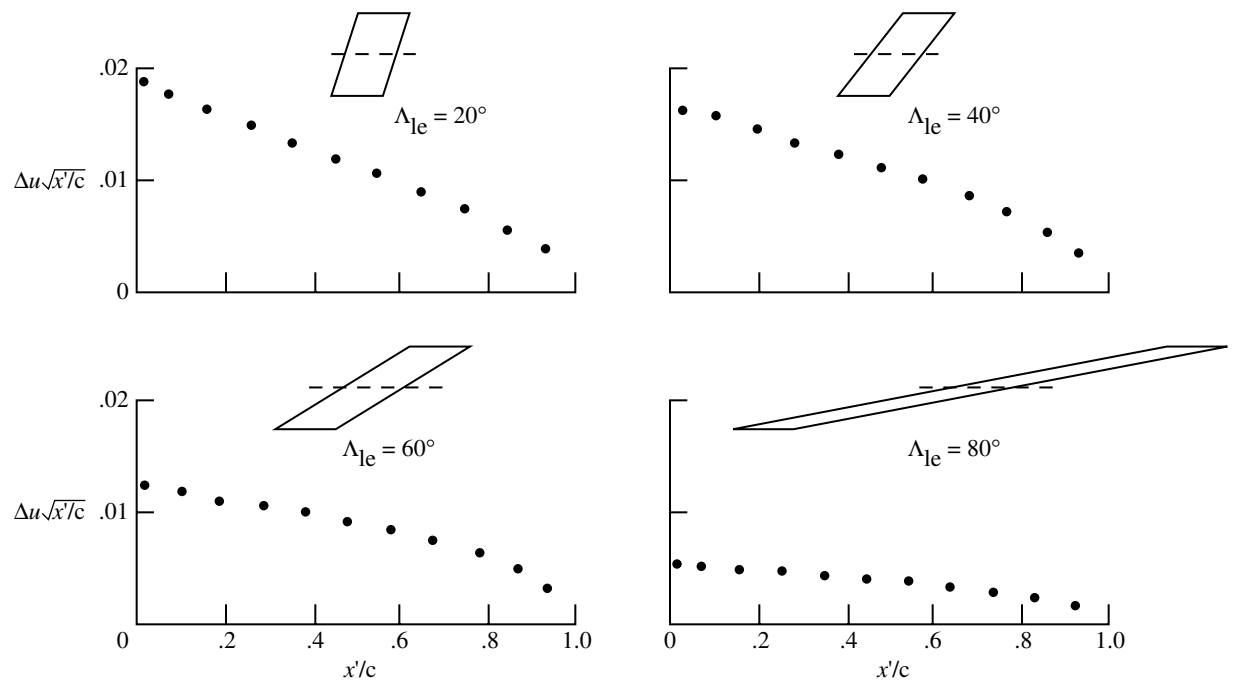 .02
Λle = 20°
Δu√x'/c .01
0
Λle = 40°
.02
Λle = 60°
Δu√x'/c .01
0 .2 .4 .6 .8 1.0
x'/c
Λle = 80°
0 .2 .4 .6 .8 1.0
x'/c